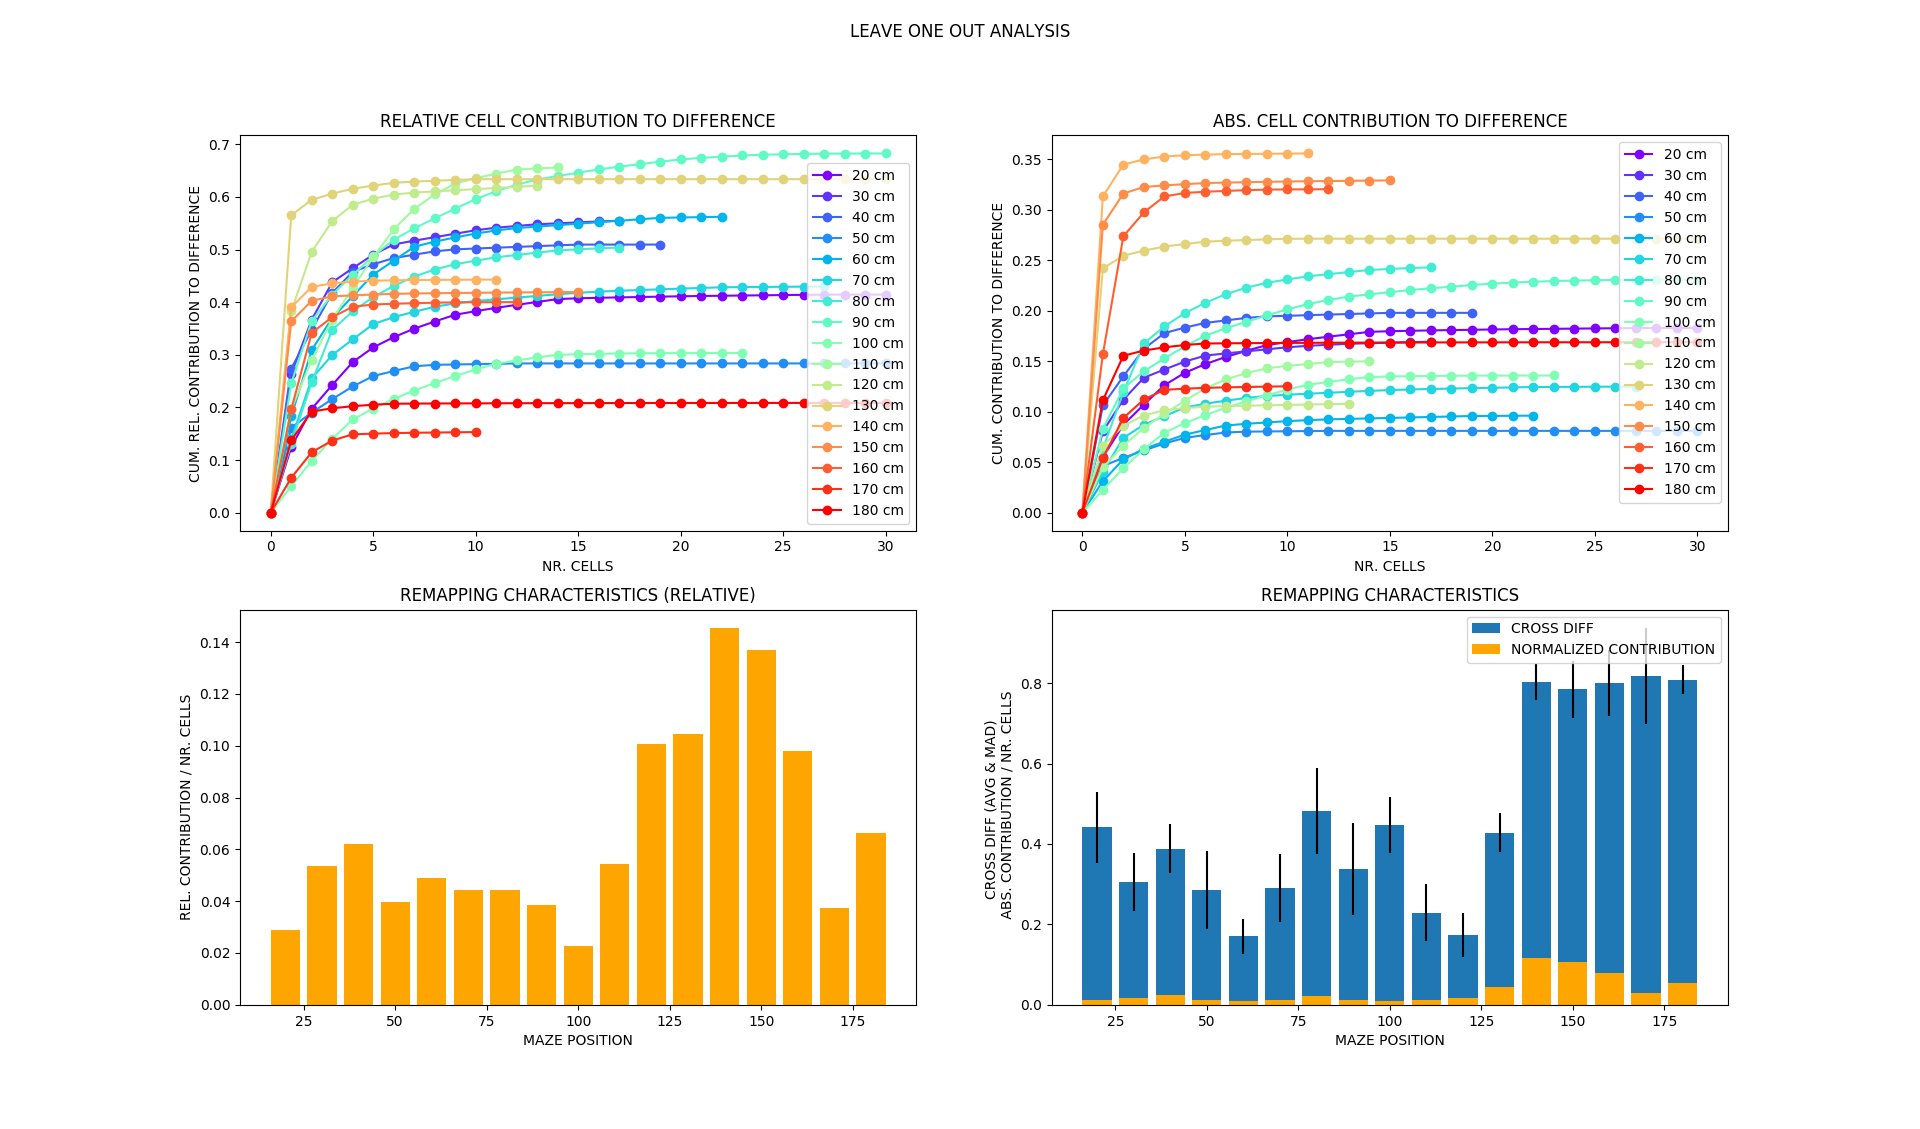 LEAVE ONE OUT ANALYSIS
RELATIVE CELL CONTRIBUTION TO DIFFERENCE
CUM. REL. CONTRIBUTION TO DIFFERENCE
0.7
0.6
0.5
0.4
0.3
0.2
0.1
0.0
0 5 10 15 20 25 30
NR. CELLS
20 cm
30 cm
40 cm
50 cm
60 cm
70 cm
80 cm
90 cm
100 cm
110 cm
120 cm
130 cm
140 cm
150 cm
160 cm
170 cm
180 cm
ABS. CELL CONTRIBUTION TO DIFFERENCE
CUM. CONTRIBUTION TO DIFFERENCE
0.35
0.30
0.25
0.20
0.15
0.10
0.05
0.00
0 5 10 15 20 25 30
NR. CELLS
20 cm
30 cm
40 cm
50 cm
60 cm
70 cm
80 cm
90 cm
100 cm
110 cm
120 cm
130 cm
140 cm
150 cm
160 cm
170 cm
180 cm
REMAPPING CHARACTERISTICS (RELATIVE)
REL. CONTRIBUTION / NR. CELLS
0.14
0.12
0.10
0.08
0.06
0.04
0.02
0.00
25 50 75 100 125 150 175
MAZE POSITION
REMAPPING CHARACTERISTICS
CROSS DIFF (AVG & MAD)
ABS. CONTRIBUTION / NR. CELLS
0.8
0.6
0.4
0.2
0.0
25 50 75 100 125 150 175
MAZE POSITION
CROSS DIFF
NORMALIZED CONTRIBUTION